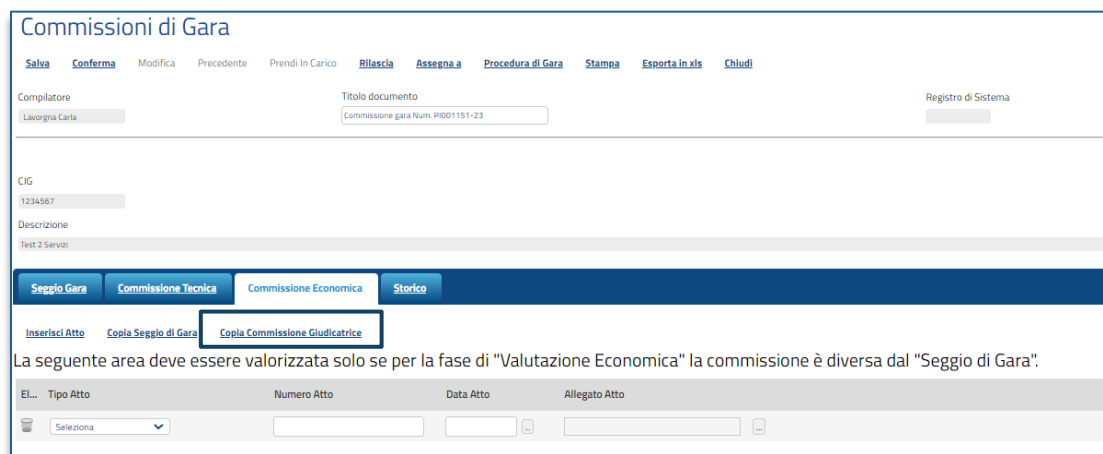 Commissioni di Gara
Salva Conferma Modifica Precedente Prendi In Carico Rilascia Assegna a Procedura di Gara Stampa Esporta in xls Chiudi
Compilatore Titolo documento Registro di Sistema
Lavorgna Carla Commissione gara Num. PI001151-23
CIG
1234567
Descrizione
Test 2 Servizi
Seggio Gara Commissione Tecnica Commissione Economica Storico
Inserisci Atto Copia Seggio di Gara Copia Commissione Giudicatrice
La seguente area deve essere valorizzata solo se per la fase di "Valutazione Economica" la commissione è diversa dal "Seggio di Gara".
El... Tipo Atto Numero Atto Data Atto Allegato Atto
Seleziona ... ...